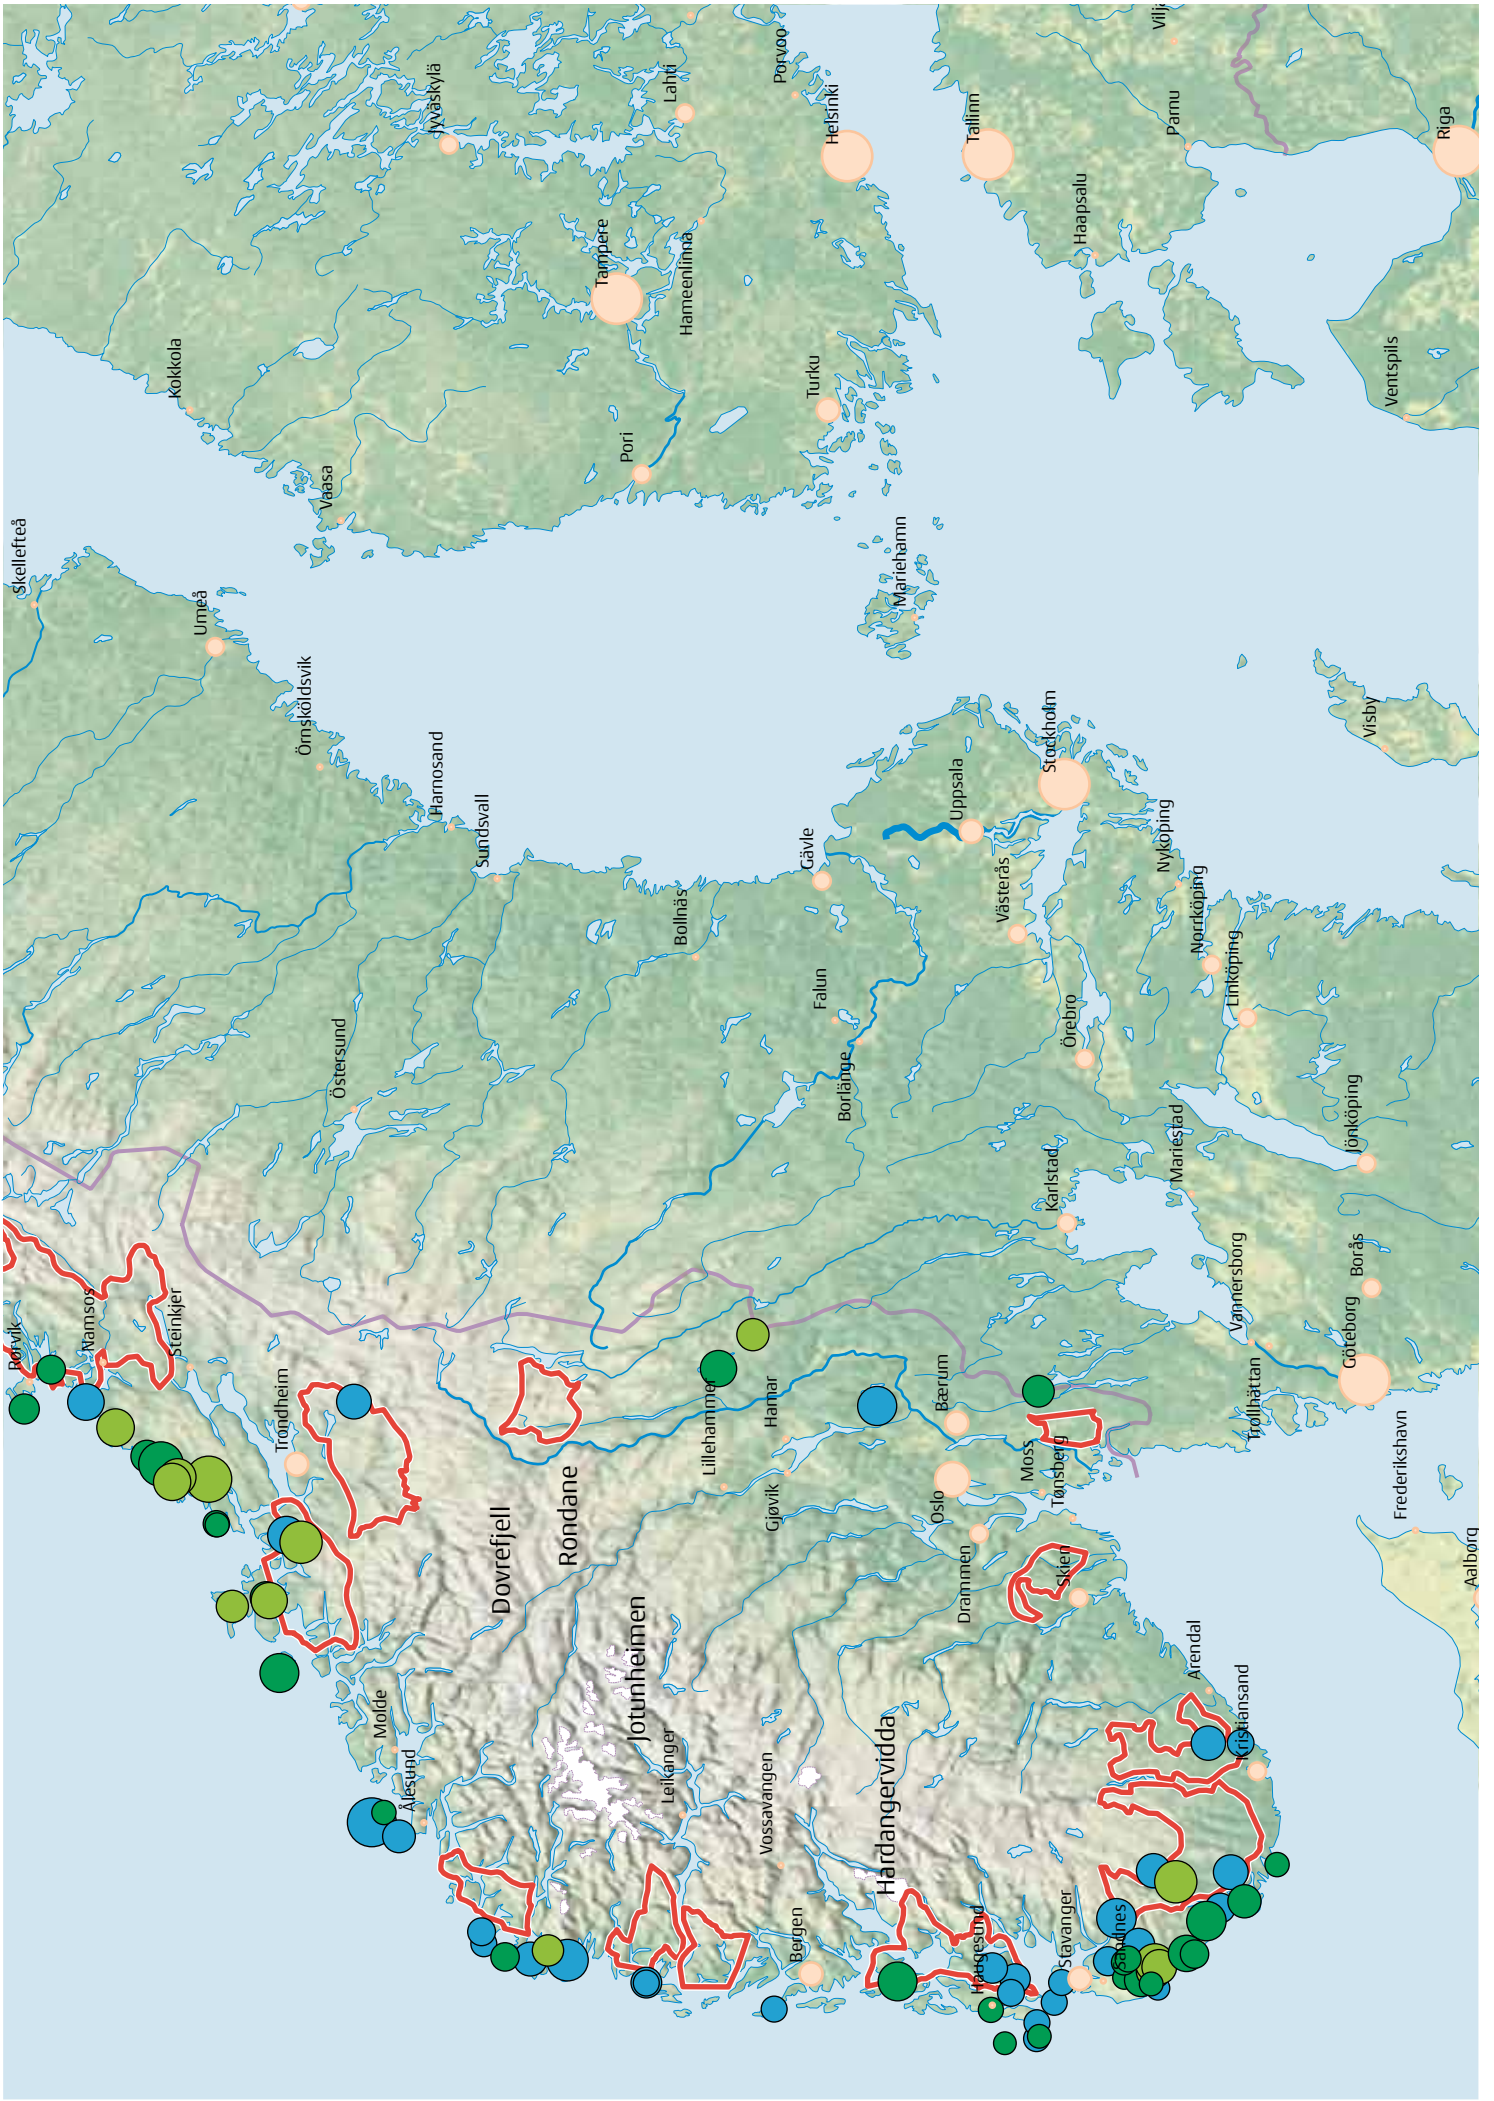 Rørvik
Skellefteå
Namsos
Steinkjer
Kokkola
Umeå
Trondheim
Örnsköldsvik
Vaasa
Östersund
Molde
Ålesund
Harnosand
Jyväskylä
Sundsvall
Dovrefjell
Rondane
Tampere
Pori
Jotunheimen
Leikanger
Lahti
Bollnäs
Hameenlinna
Lillehammer
Vossavangen
Gjøvik
Hamar
Porvoo
Bergen
Gävle
Turku
Falun
Helsinki
Borlänge
Hardangervidda
Mariehamn
Oslo
Bærum
Uppsala
Drammen
Haugesund
Tallinn
Västerås
Moss
Stockholm
Karlstad
Tønsberg
Skien
Stavanger
Örebro
Haapsalu
Sandnes
Nyköping
Mariestad
Parnu
Arendal
Norrköping
Linköping
Vannersborg
Kristiansand
Trollhättan
Göteborg
Jönköping
Borås
Visby
Ventspils
Frederikshavn
Riga
Aalborg